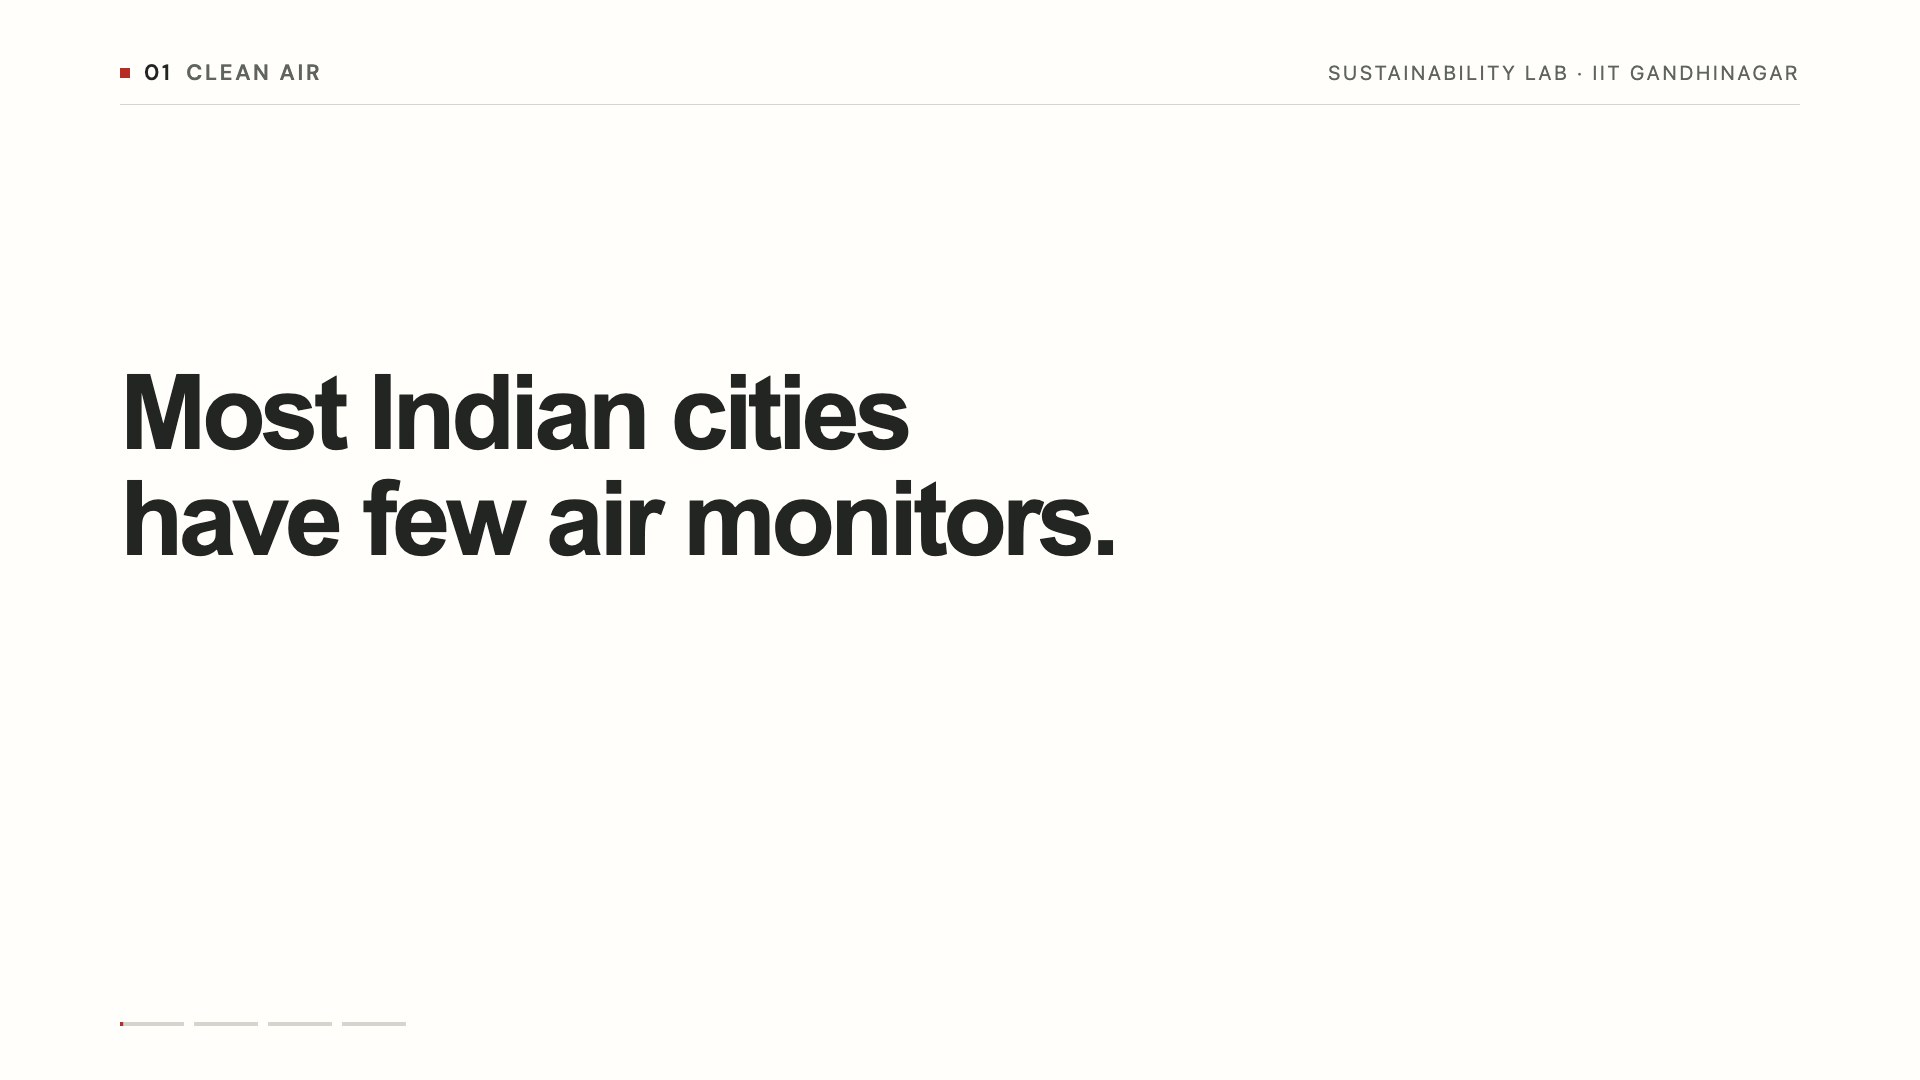 01 CLEAN AIR
SUSTAINABILITY LAB · IIT GANDHINAGAR
Most Indian cities
have few air monitors.